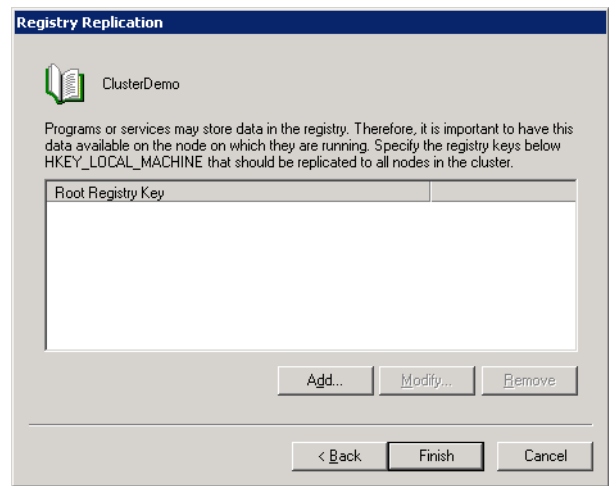 Registry Replication
ClusterDemo
Programs or services may store data in the registry. Therefore, it is important to have this
data available on the node on which they are running. Specify the registry keys below
HKEY_LOCAL_MACHINE that should be replicated to all nodes in the cluster.
Root Registry Key
Add... Modify... Remove
< Back Finish Cancel